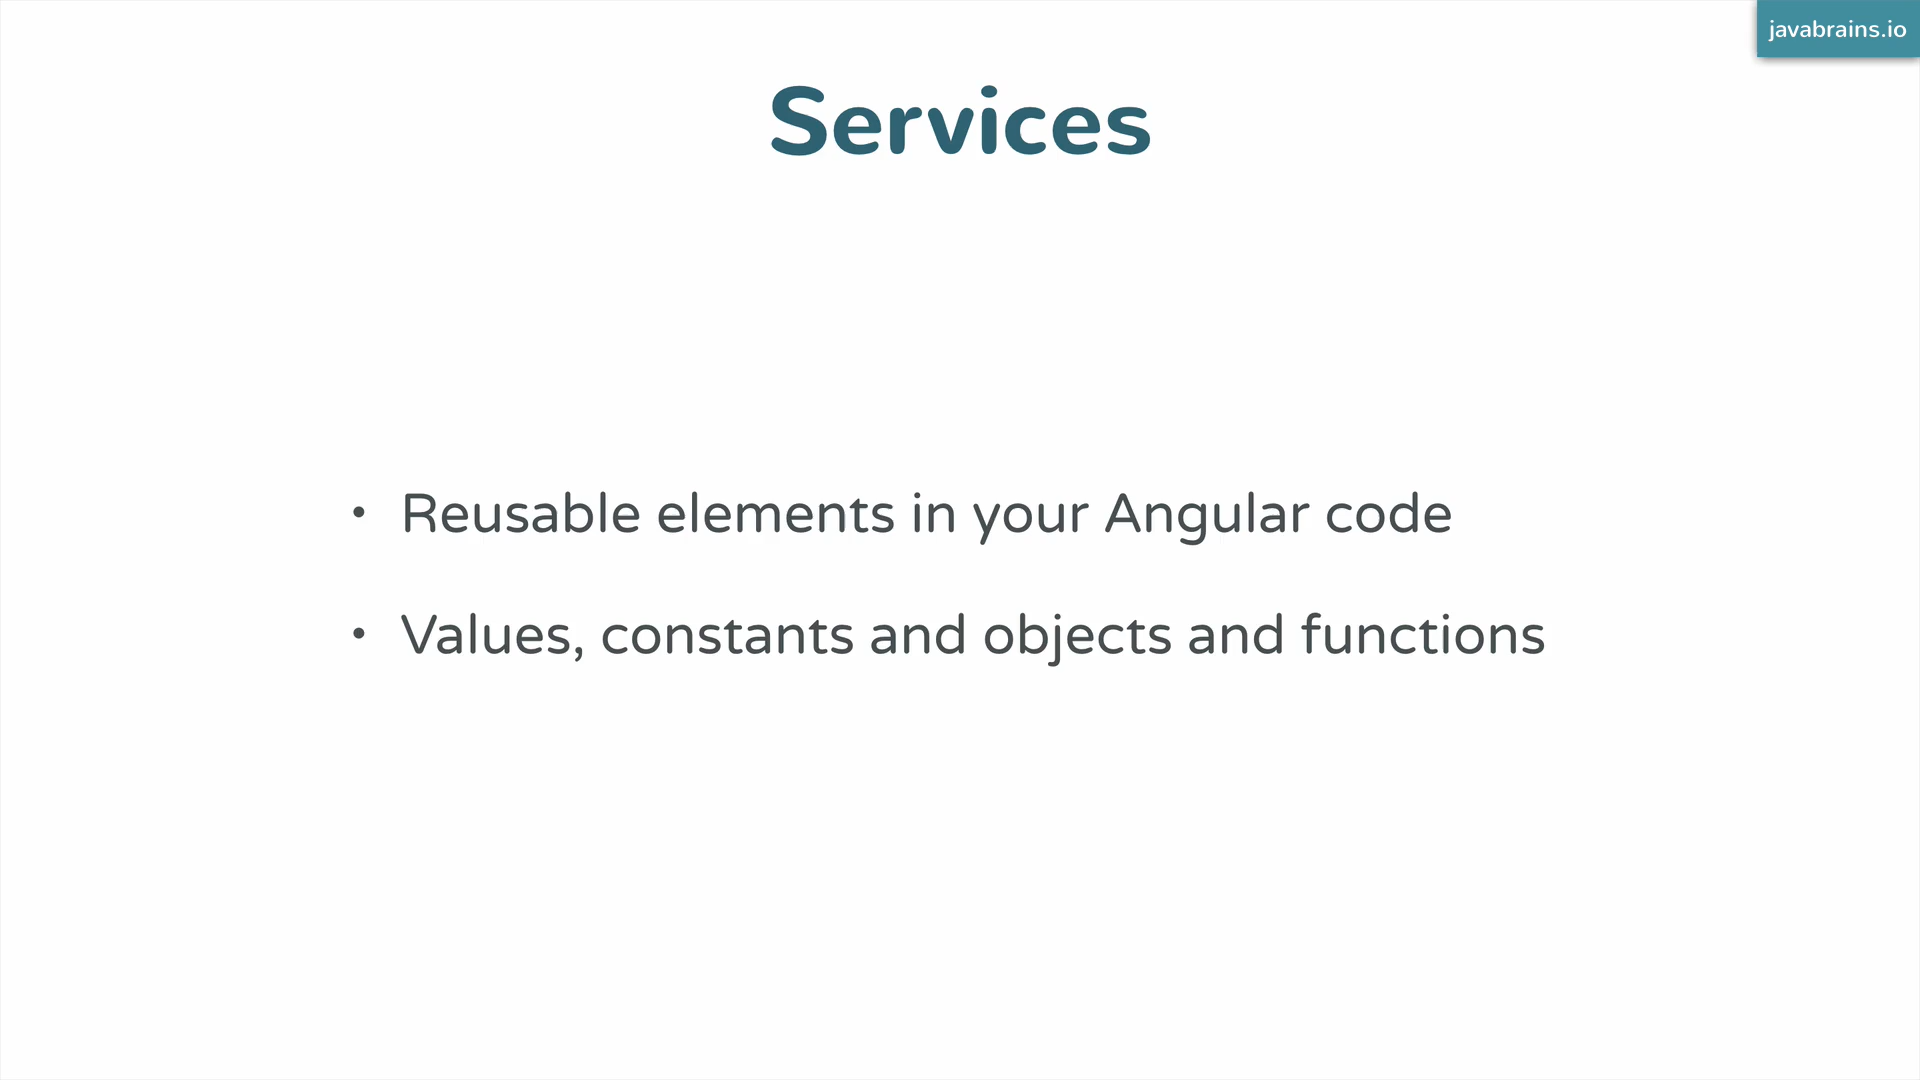 javabrains.io
Services
• Reusable elements in your Angular code
• Values, constants and objects and functions